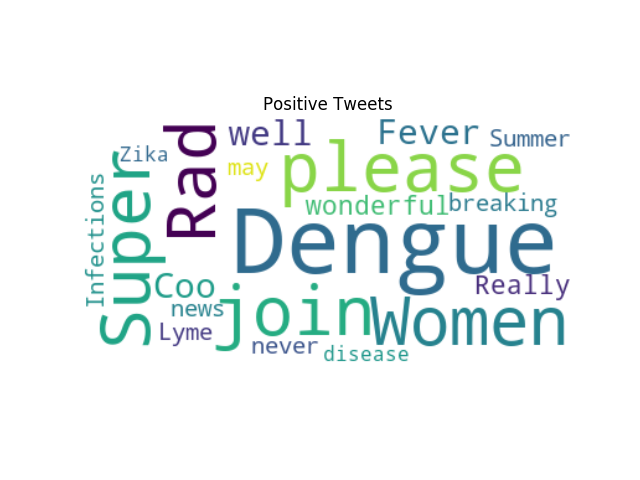 Positive Tweets
well
Fever
Summer
Zika
Rad
please
may
Infections
Super
wonderful
breaking
Dengue
Coo
Really
news
join
Women
Lyme
never
disease